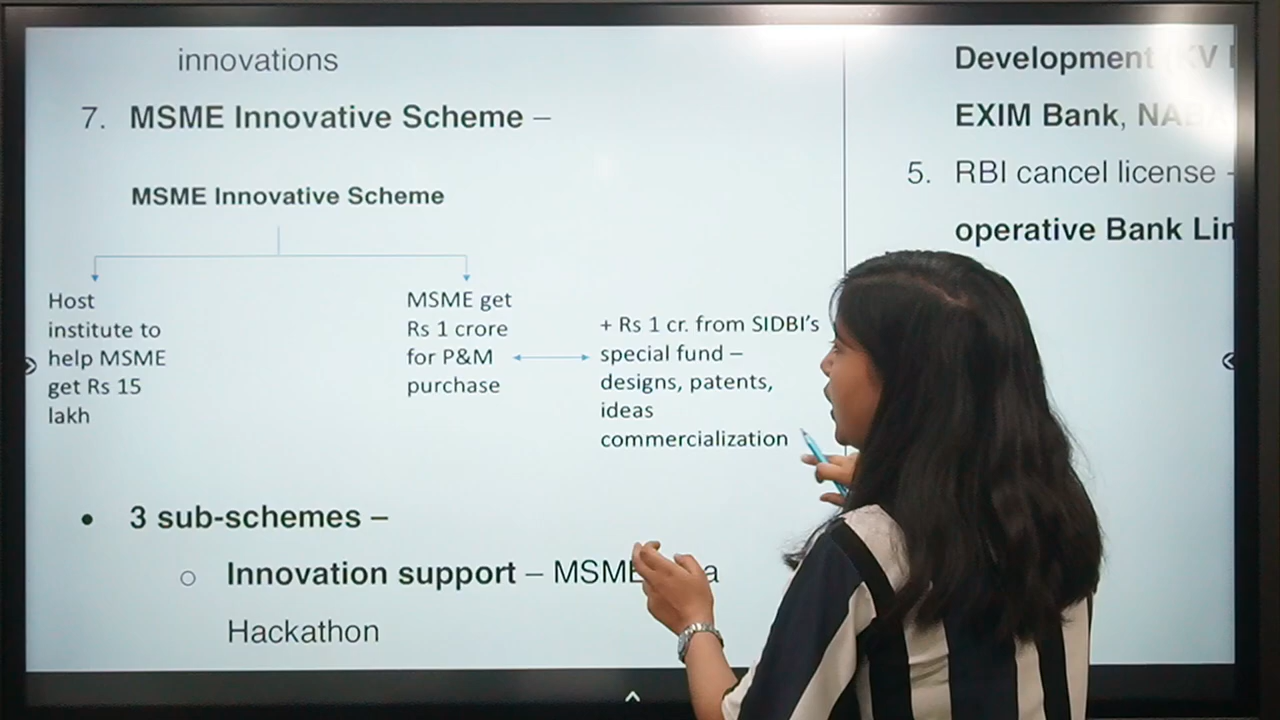 innovations
7. MSME Innovative Scheme –
MSME Innovative Scheme
Host
institute to
help MSME
get Rs 15
lakh
MSME get
Rs 1 crore
for P&M
purchase
+ Rs 1 cr. from SIDBI's
special fund –
designs, patents,
ideas
commercialization
• 3 sub-schemes –
○ Innovation support – MSME
Hackathon
Development
EXIM Bank,
5. RBI cancel license -
operative Bank